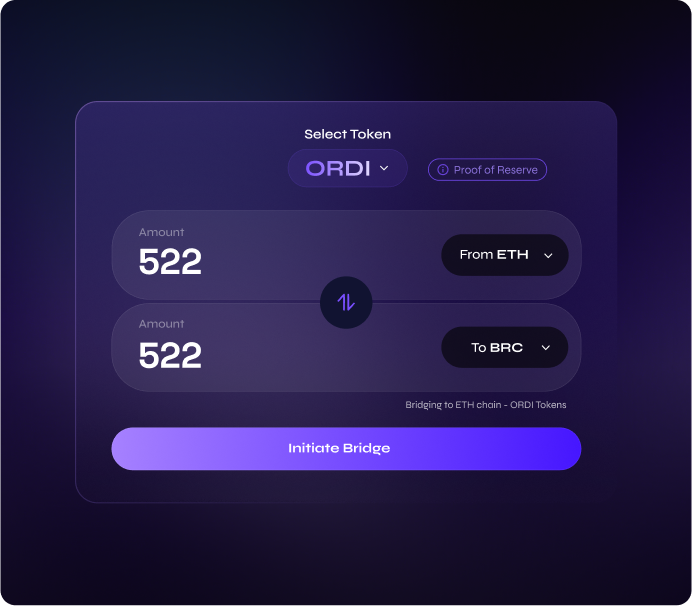 Select Token
ORDI
Proof of Reserve
Amount
522
From ETH
Amount
522
To BRC
Bridging to ETH chain - ORDI Tokens
Initiate Bridge